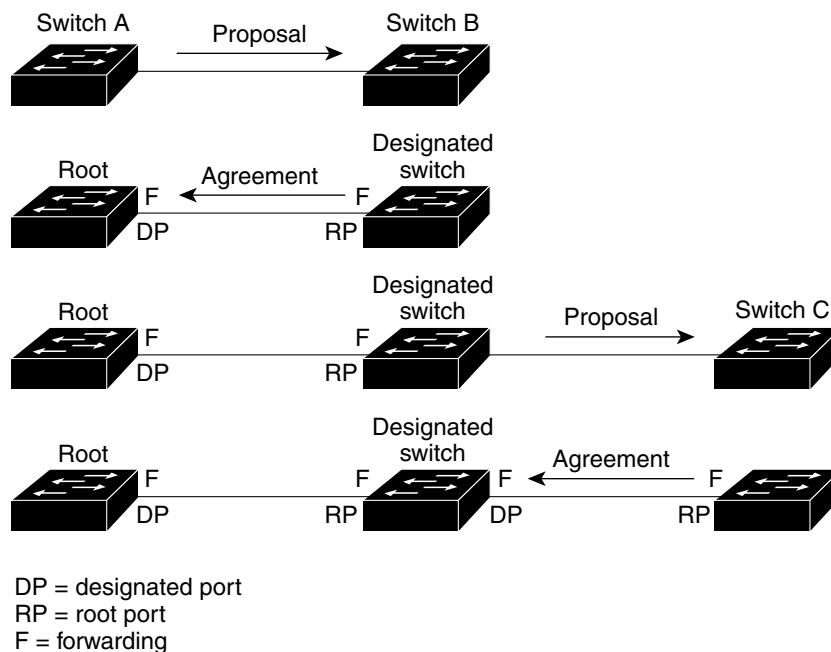 Switch A
Proposal
Switch B
Root
F
Agreement
F
Designated
switch
DP
RP
Root
F
F
Designated
switch
Proposal
Switch C
DP
RP
Root
F
F
Designated
switch
F
Agreement
F
DP
RP
DP
RP
DP = designated port
RP = root port
F = forwarding